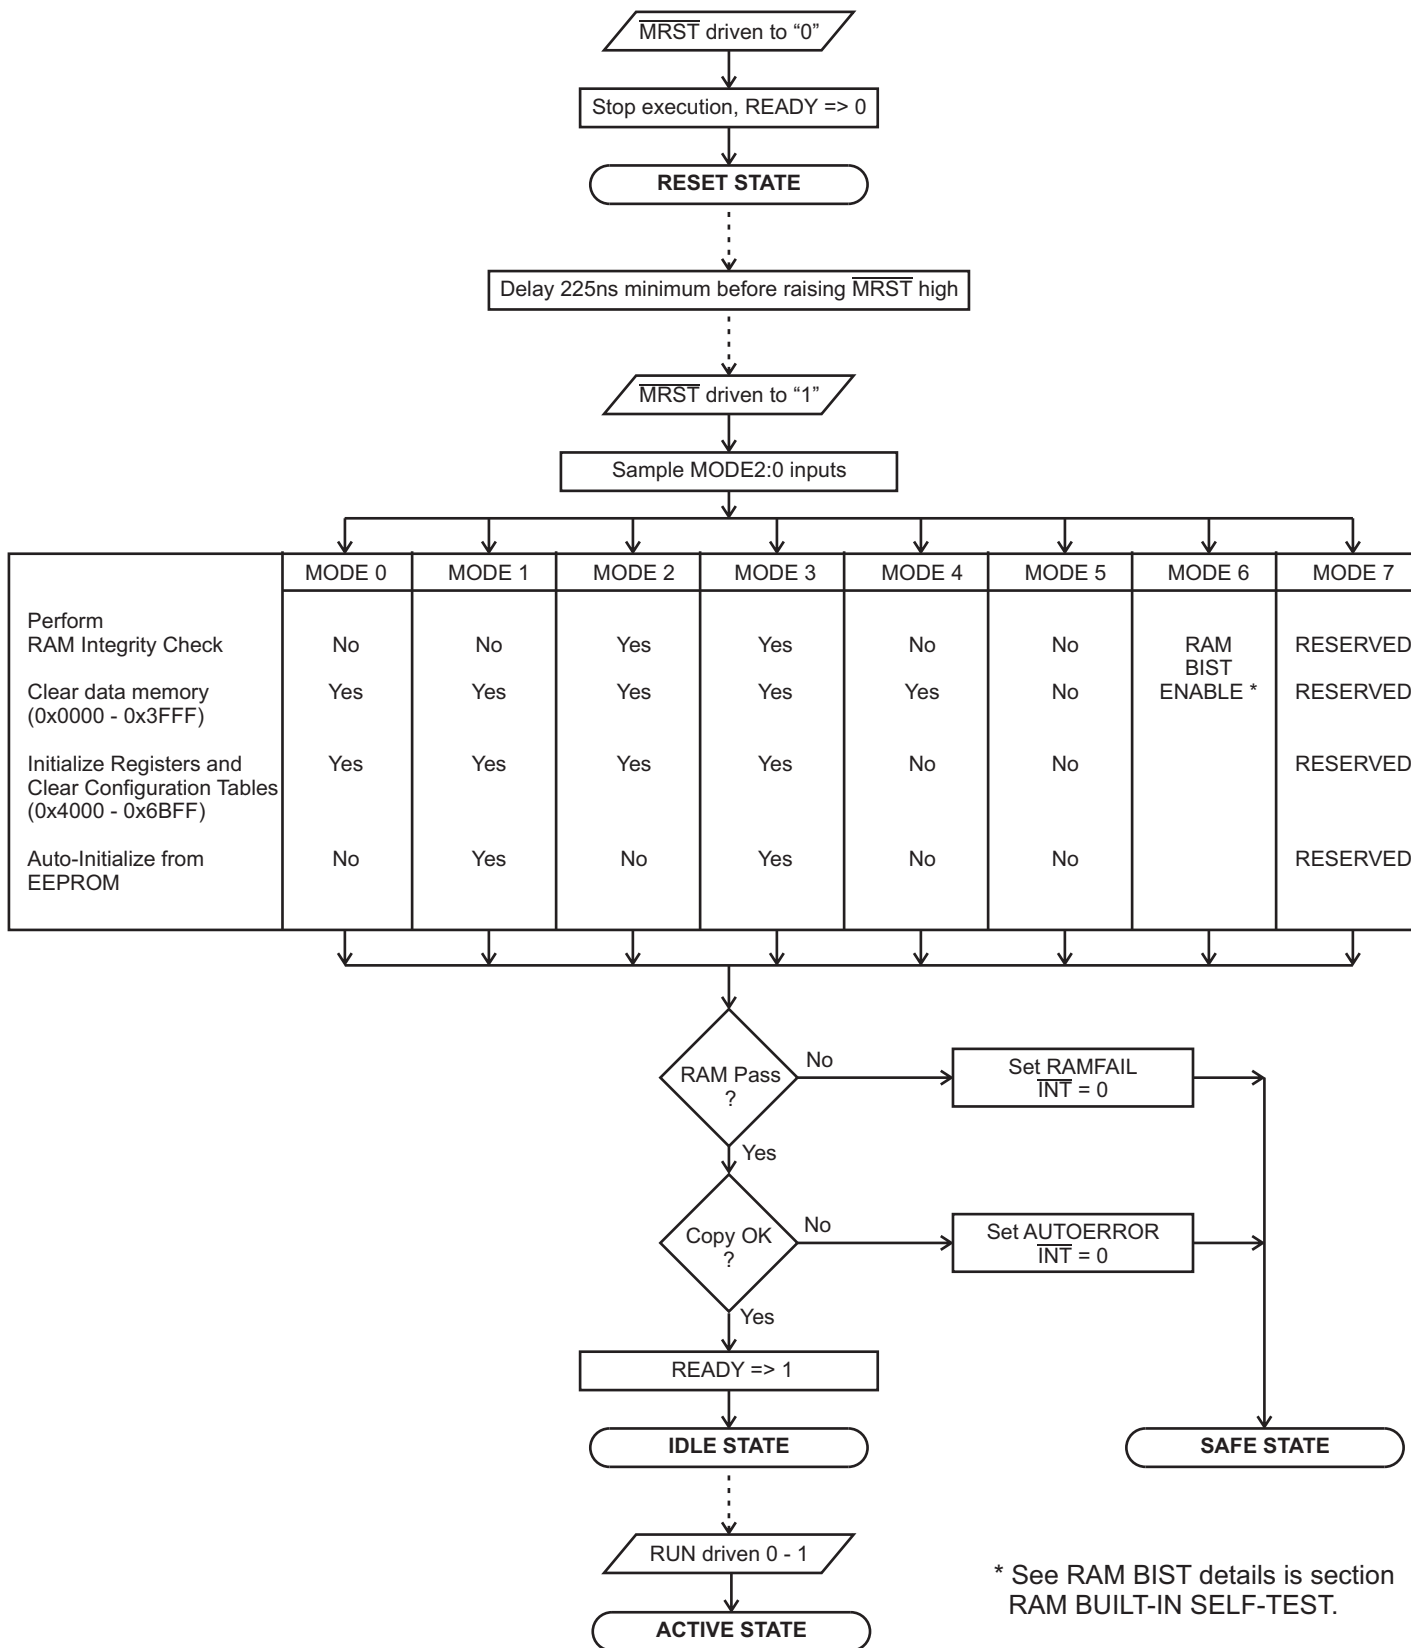 MRST driven to “0”
Stop execution, READY => 0
RESET STATE
Delay 225ns minimum before raising MRST high
MRST driven to “1”
Sample MODE2:0 inputs
MODE 0 MODE 1 MODE 2 MODE 3 MODE 4 MODE 5 MODE 6 MODE 7
Perform
RAM Integrity Check No No Yes Yes No No RAM RESERVED
BIST
Clear data memory Yes Yes Yes Yes Yes No ENABLE * RESERVED
(0x0000 - 0x3FFF)
Initialize Registers and Yes Yes Yes Yes No No RESERVED
Clear Configuration Tables
(0x4000 - 0x6BFF)
Auto-Initialize from No Yes No Yes No No RESERVED
EEPROM
RAM Pass
?
No
Set RAMFAIL
INT = 0
Yes
Copy OK
?
No
Set AUTOERROR
INT = 0
Yes
READY => 1
IDLE STATE
SAFE STATE
RUN driven 0 - 1
ACTIVE STATE
* See RAM BIST details is section
RAM BUILT-IN SELF-TEST.